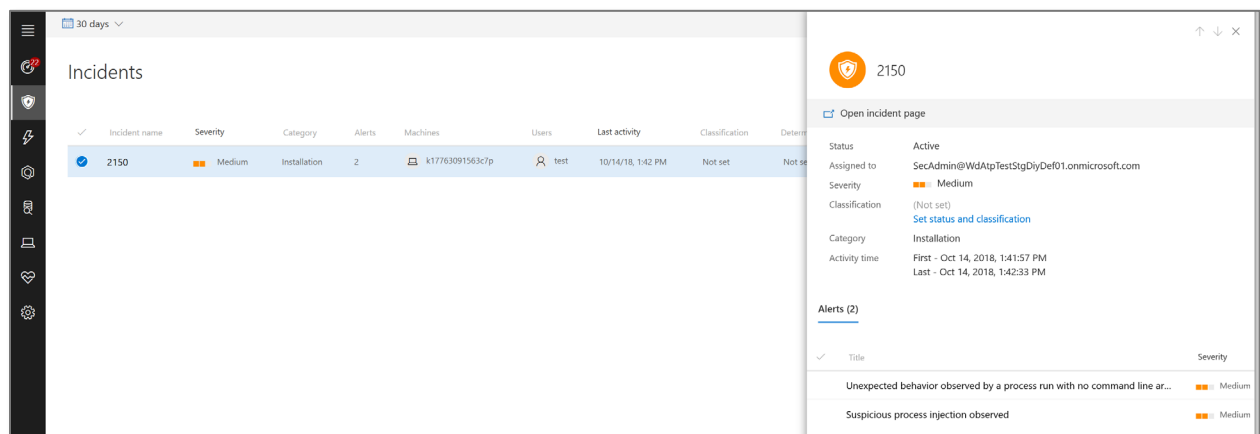 30 days
22
Incidents
Incident name Severity Category Alerts Machines Users Last activity Classification Determ
2150 Medium Installation 2 k17763091563c7p test 10/14/18, 1:42 PM Not set Not se
2150
Open incident page
Status Active
Assigned to SecAdmin@WdAtpTestStgDiyDef01.onmicrosoft.com
Severity Medium
Classification (Not set)
Set status and classification
Category Installation
Activity time First - Oct 14, 2018, 1:41:57 PM
Last - Oct 14, 2018, 1:42:33 PM
Alerts (2)
Title Severity
Unexpected behavior observed by a process run with no command line ar... Medium
Suspicious process injection observed Medium